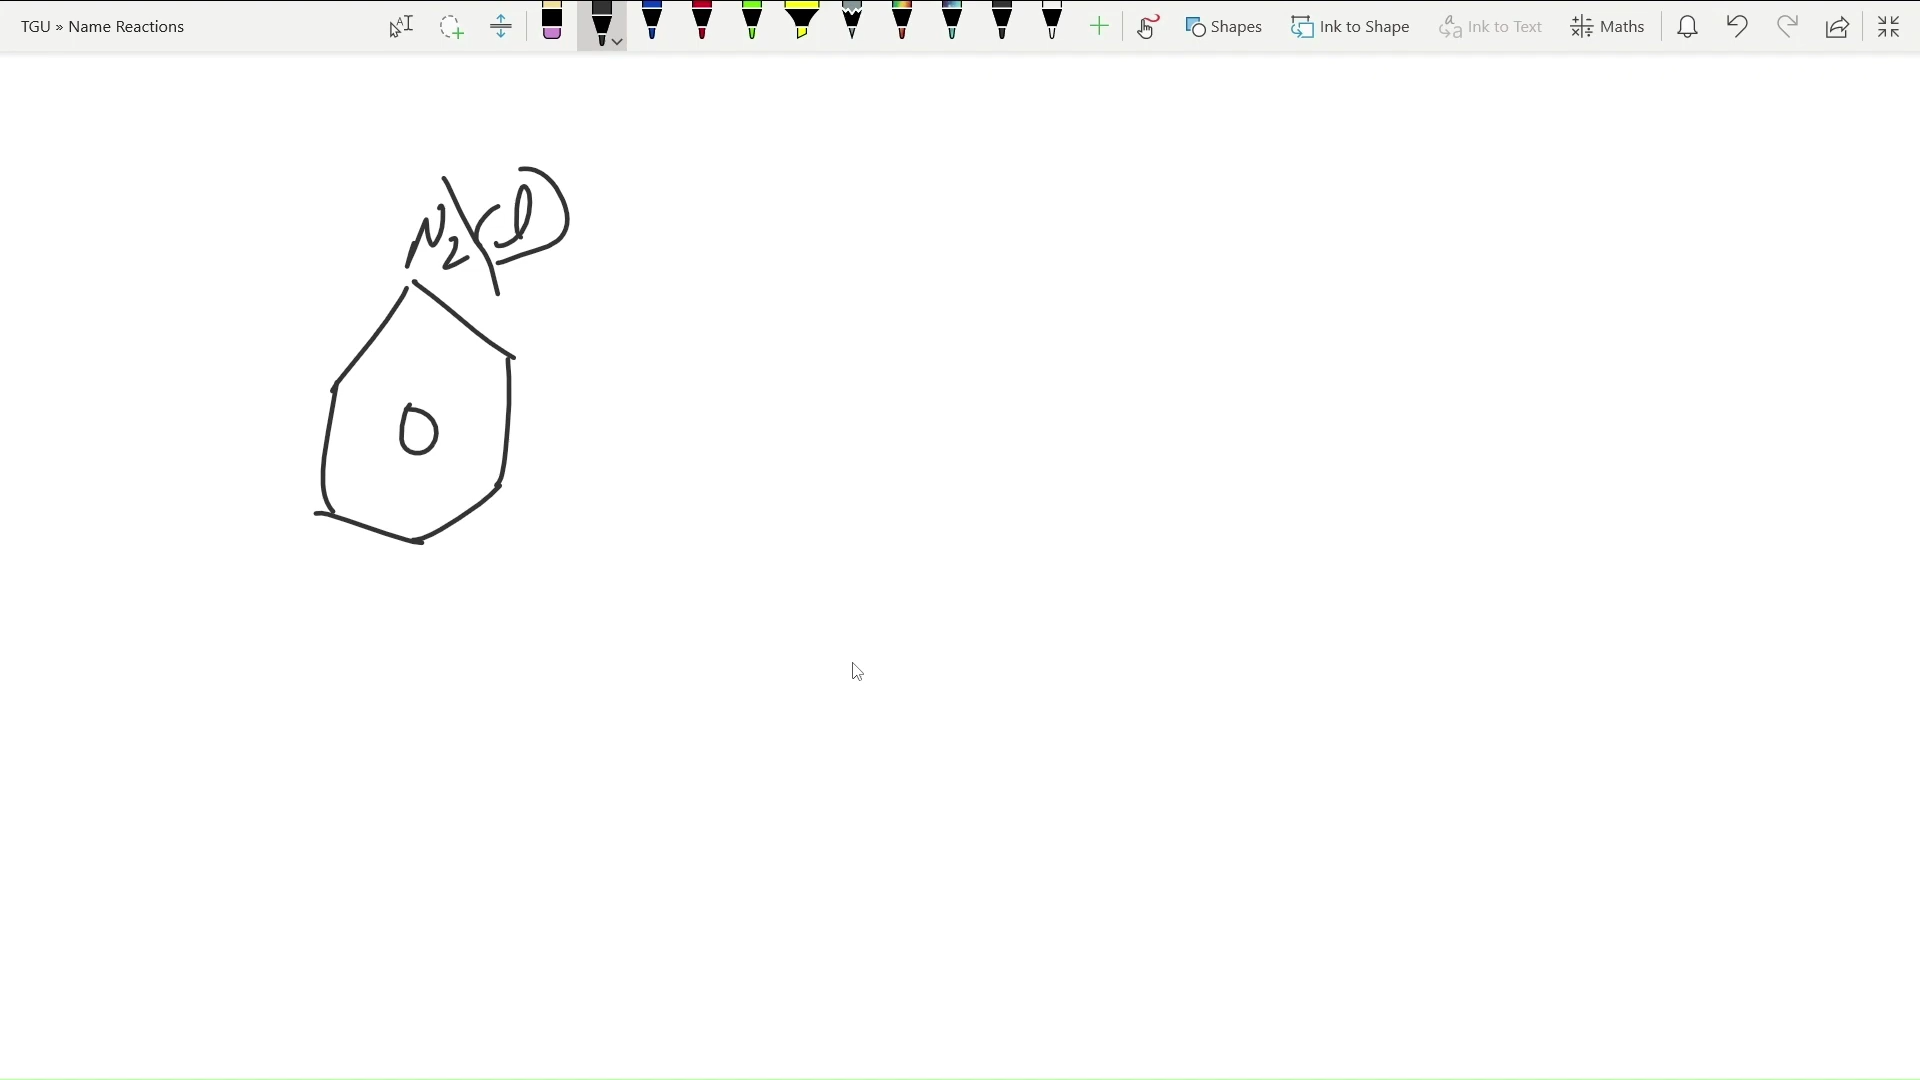 TGU » Name Reactions
Shapes
Ink to Shape
Ink to Text
Maths
N2Cl